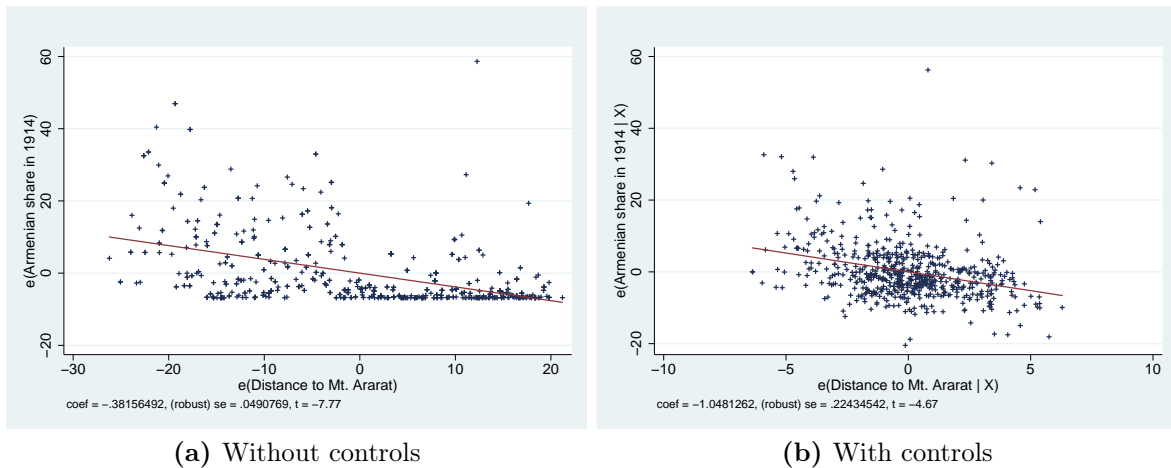 e(Armenian share in 1914)
60
40
20
0
−20
−30
−20
−10
0
10
20
e(Distance to Mt. Ararat)
coef = −.38156492, (robust) se = .0490769, t = −7.77
(a) Without controls
e(Armenian share in 1914 | X)
60
40
20
0
−20
−10
−5
0
5
10
e(Distance to Mt. Ararat | X)
coef = −1.0481262, (robust) se = .22434542, t = −4.67
(b) With controls